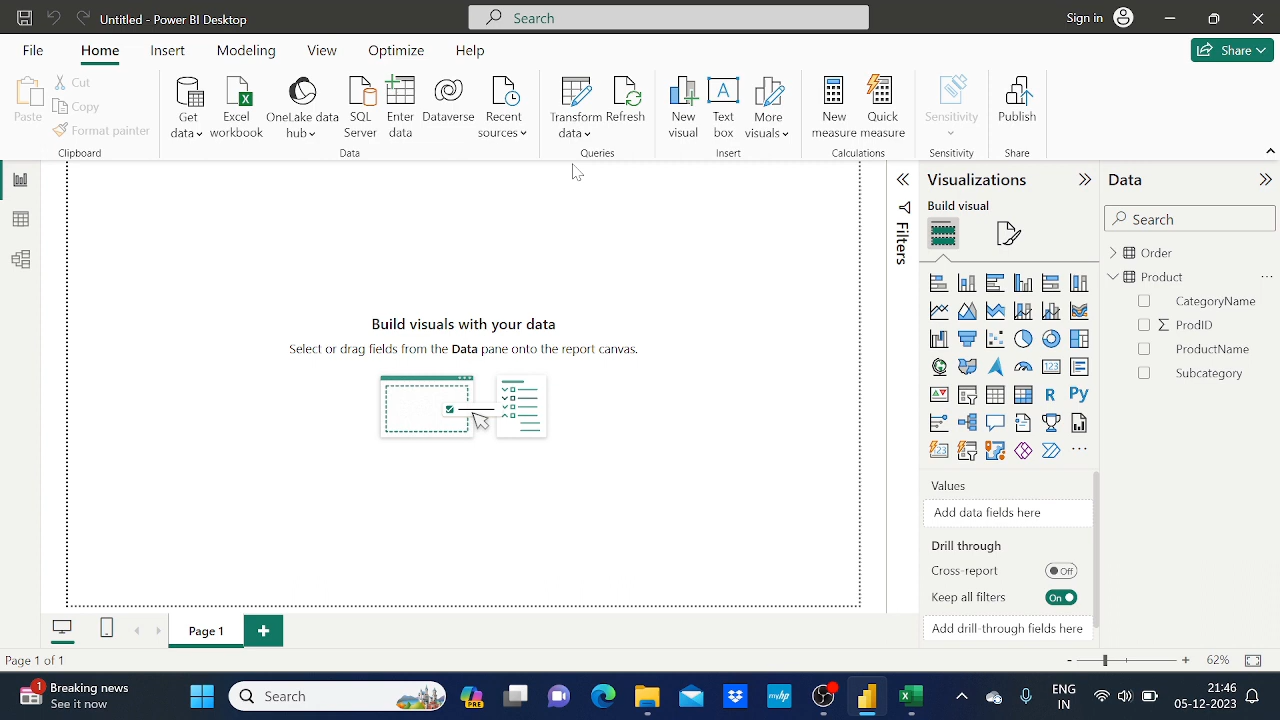 Untitled - Power BI Desktop
Search
Sign in
File
Home
Insert
Modeling
View
Optimize
Help
Share
Paste
Cut
Copy
Format painter
Clipboard
Get data
Excel workbook
OneLake data hub
SQL Server
Enter data
Dataverse
Recent sources
Data
Transform data
Refresh
Queries
New visual
Text box
More visuals
Insert
New measure
Quick measure
Calculations
Sensitivity
Sensitivity
Publish
Share
Build visuals with your data
Select or drag fields from the Data pane onto the report canvas.
Filters
Visualizations
Build visual
R
Py
123
Values
Add data fields here
Drill through
Cross-report
Off
Keep all filters
On
Add drill-through fields here
Data
Search
Order
Product
CategoryName
ProdID
ProductName
Subcategory
Page 1
Page 1 of 1
62%
1
Breaking news
See now
Search
PRE
myhp
ENG
IN
21:46
05-12-2023